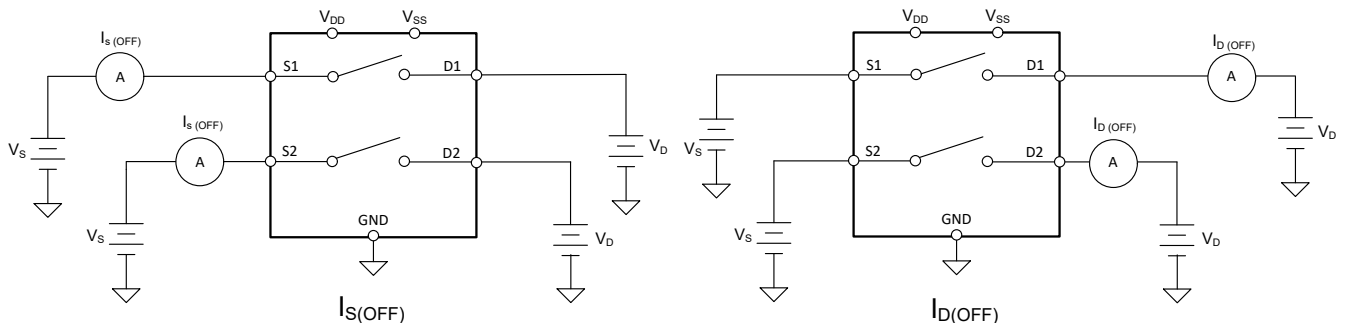 VDD VSS
Is (OFF)
A
S1 D1
Is (OFF)
VS
A
S2 D2
VD
VS
GND
VD
IS(OFF)
VDD VSS
ID (OFF)
S1 D1
A
ID (OFF)
VS
S2 D2
A
VD
GND
VS
VD
ID(OFF)